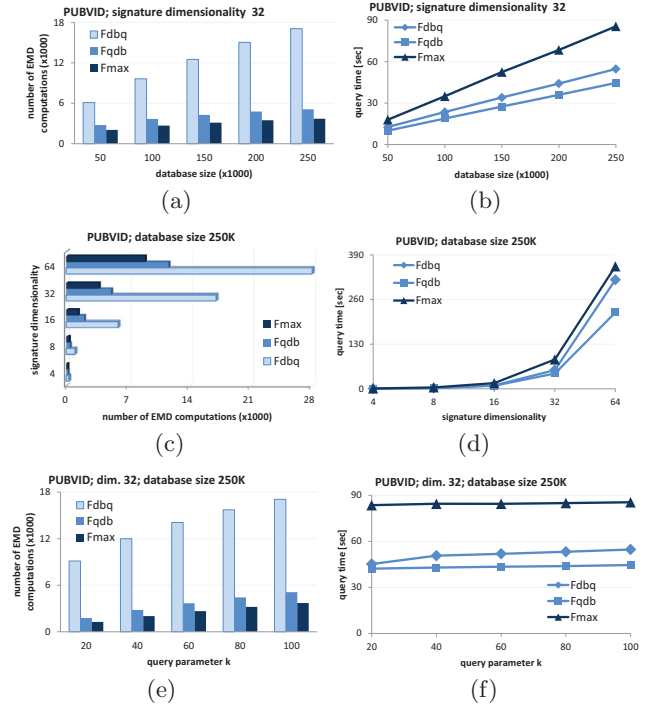 PUBVID; signature dimensionality 32
number of EMD
computations (x1000)
18
12
6
0
Fdbq
Fqdb
Fmax
50 100 150 200 250
database size (x1000)
(a)
PUBVID; signature dimensionality 32
query time [sec]
90
60
30
0
Fdbq
Fqdb
Fmax
50 100 150 200 250
database size (x1000)
(b)
PUBVID; database size 250K
signature dimensionality
64
32
16
8
4
Fmax
Fqdb
Fdbq
0 7 14 21 28
number of EMD computations (x1000)
(c)
PUBVID; database size 250K
query time [sec]
390
260
130
0
Fdbq
Fqdb
Fmax
4 8 16 32 64
signature dimensionality
(d)
PUBVID; dim. 32; database size 250K
number of EMD
computations (x1000)
18
12
6
0
Fdbq
Fqdb
Fmax
20 40 60 80 100
query parameter k
(e)
PUBVID; dim. 32; database size 250K
query time [sec]
90
60
30
0
Fdbq
Fqdb
Fmax
20 40 60 80 100
query parameter k
(f)